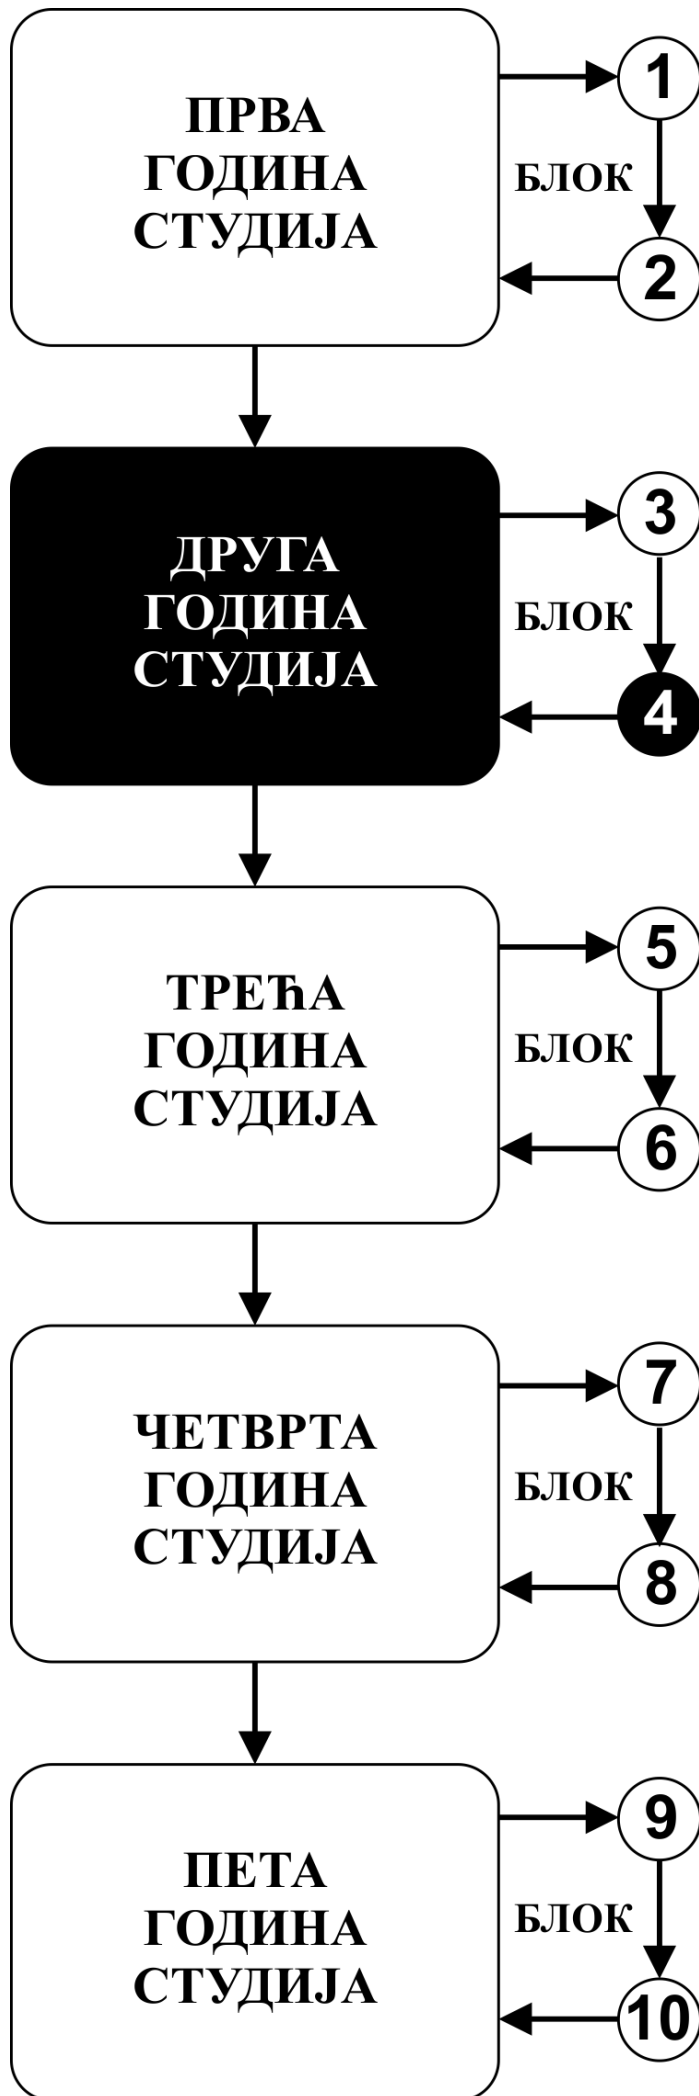 ПРВА
ГОДИНА
СТУДИЈА
1
БЛОК
2
ДРУГА
ГОДИНА
СТУДИЈА
3
БЛОК
4
ТРЕЋА
ГОДИНА
СТУДИЈА
5
БЛОК
6
ЧЕТВРТА
ГОДИНА
СТУДИЈА
7
БЛОК
8
ПЕТА
ГОДИНА
СТУДИЈА
9
БЛОК
10